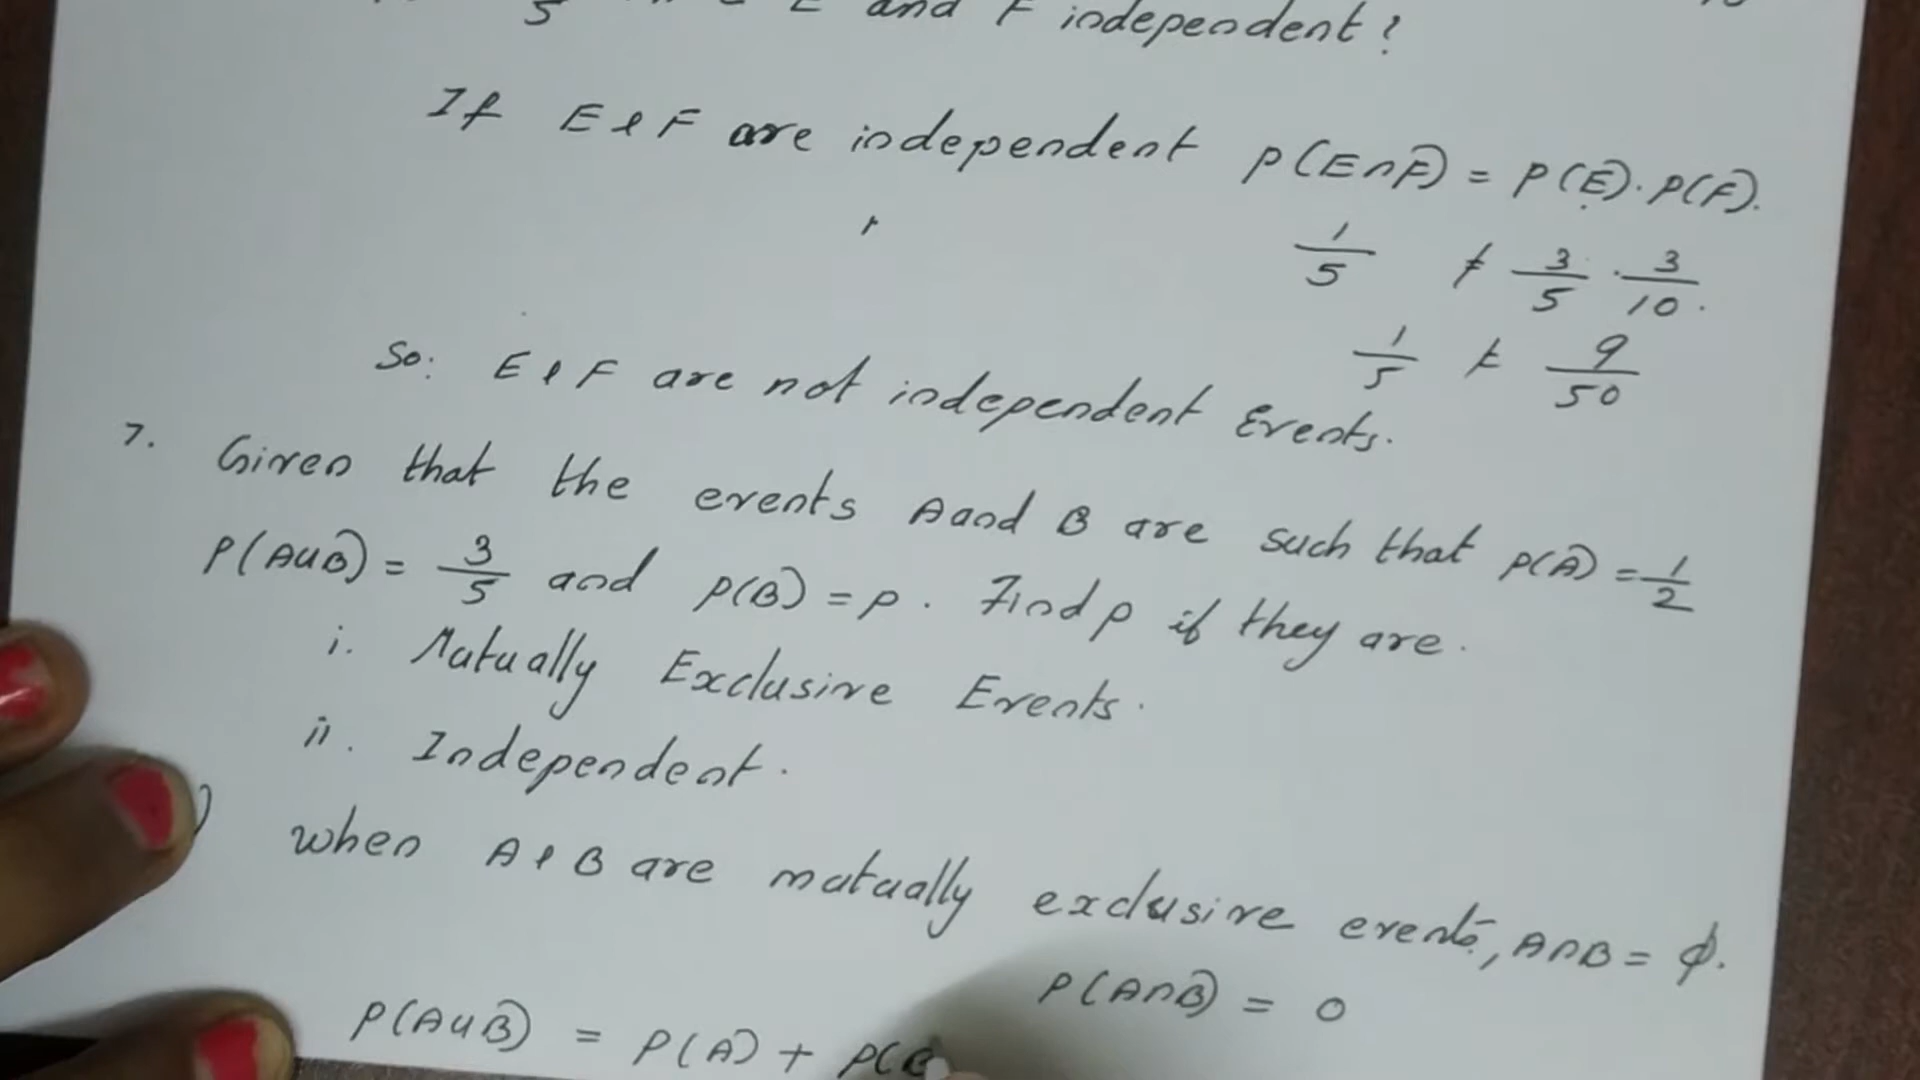 5 E and F independent?
If E & F are independent P(E∩F) = P(E).P(F).
1/5 ≠ 3/5 . 3/10.
1/5 ≠ 9/50
So: E & F are not independent Events.
7. Given that the events A and B are such that P(A) = 1/2
P(A∪B) = 3/5 and P(B) = p. Find p if they are.
i. Mutually Exclusive Events.
ii. Independent.
) when A & B are mutually exclusive events, A∩B = ϕ.
P(A∩B) = 0
P(A∪B) = P(A) + P(B